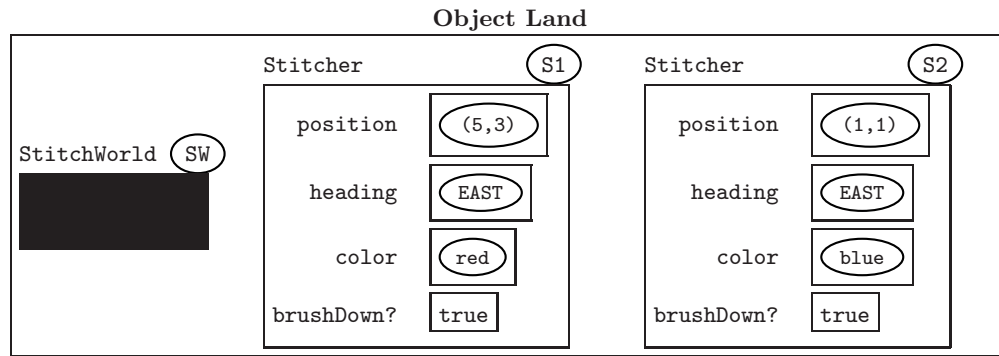 Object Land
Stitcher S1
position (5,3)
heading EAST
color red
brushDown? true
Stitcher S2
position (1,1)
heading EAST
color blue
brushDown? true
StitchWorld SW